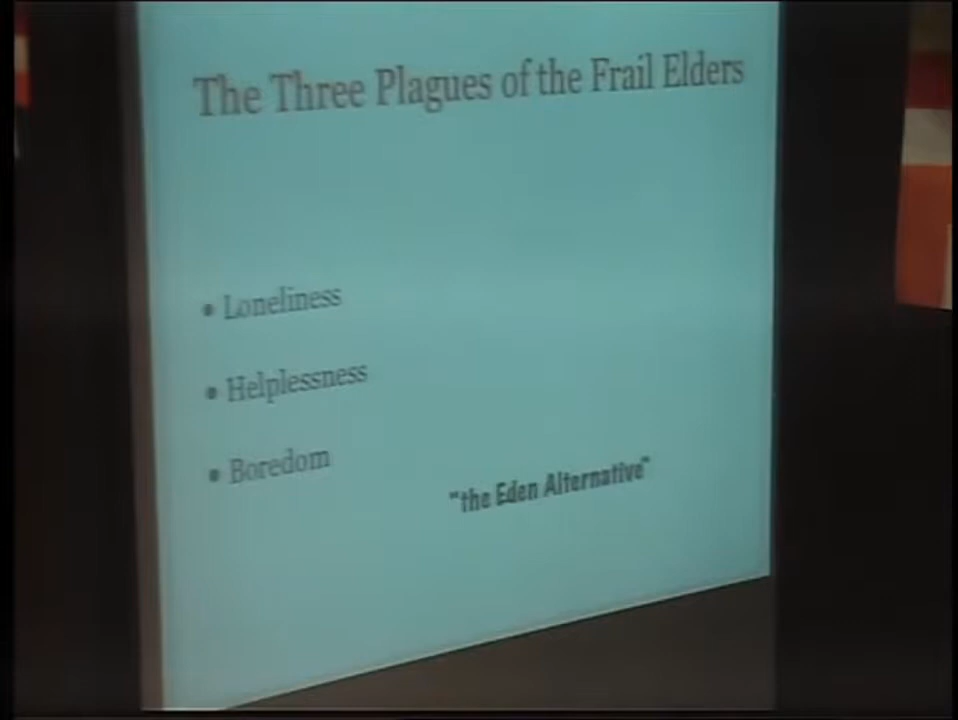 The Three Plagues of the Frail Elders
• Loneliness
• Helplessness
• Boredom
"the Eden Alternative"